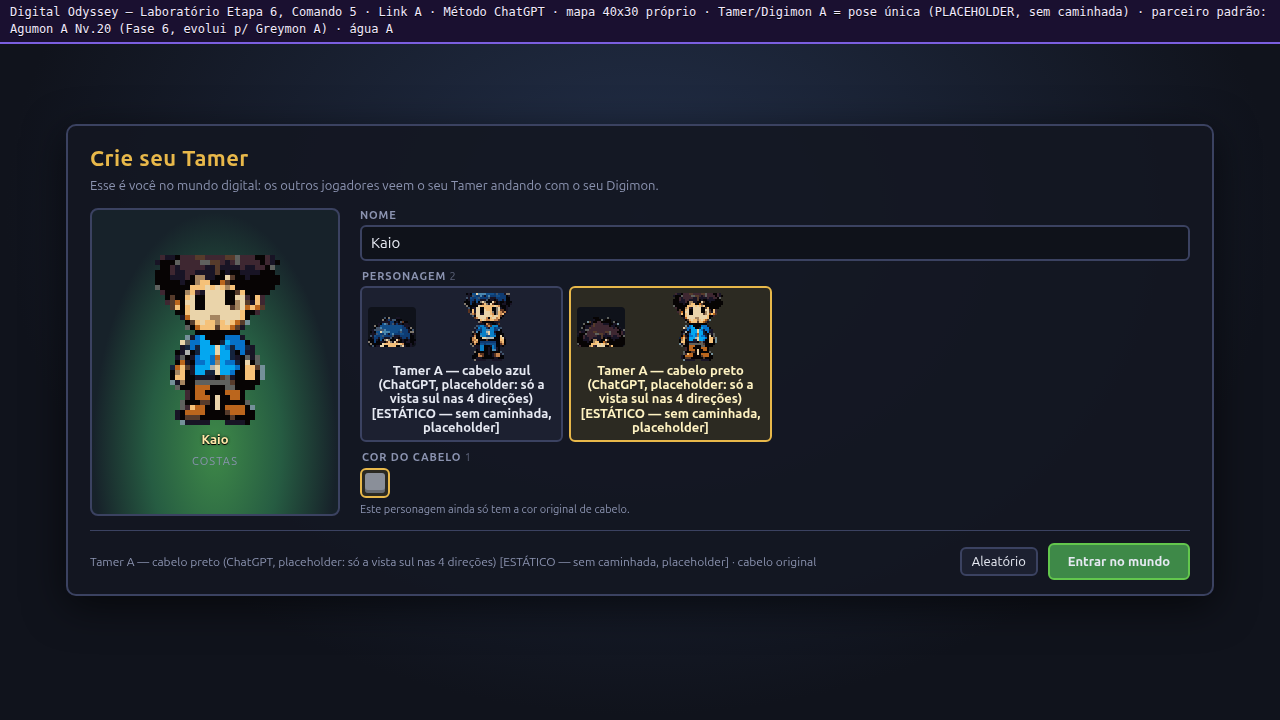 Digital Odyssey — Laboratório Etapa 6, Comando 5 · Link A · Método ChatGPT · mapa 40x30 próprio · Tamer/Digimon A = pose única (PLACEHOLDER, sem caminhada) · parceiro padrão:
Agumon A Nv.20 (Fase 6, evolui p/ Greymon A) · água A
Crie seu Tamer
Esse é você no mundo digital: os outros jogadores veem o seu Tamer andando com o seu Digimon.
Kaio
COSTAS
NOME
Kaio
PERSONAGEM 2
Tamer A — cabelo azul
(ChatGPT, placeholder: só a
vista sul nas 4 direções)
[ESTÁTICO — sem caminhada,
placeholder]
Tamer A — cabelo preto
(ChatGPT, placeholder: só a
vista sul nas 4 direções)
[ESTÁTICO — sem caminhada,
placeholder]
COR DO CABELO 1
Este personagem ainda só tem a cor original de cabelo.
Tamer A — cabelo preto (ChatGPT, placeholder: só a vista sul nas 4 direções) [ESTÁTICO — sem caminhada, placeholder] · cabelo original
Aleatório
Entrar no mundo